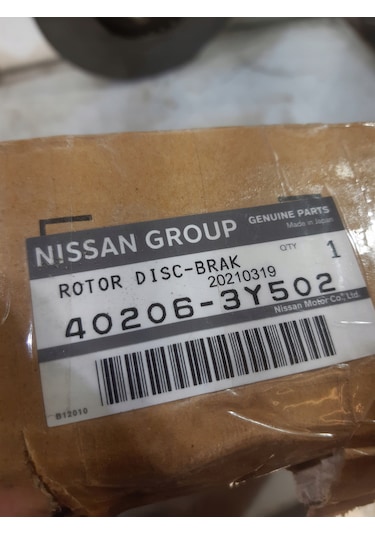 NISSAN GROUP
GENUINE PARTS
Made in Japan
ROTOR DISC-BRAK
QTY 1
20210319
40206-3Y502
Nissan Motor Co., Ltd.
B12010